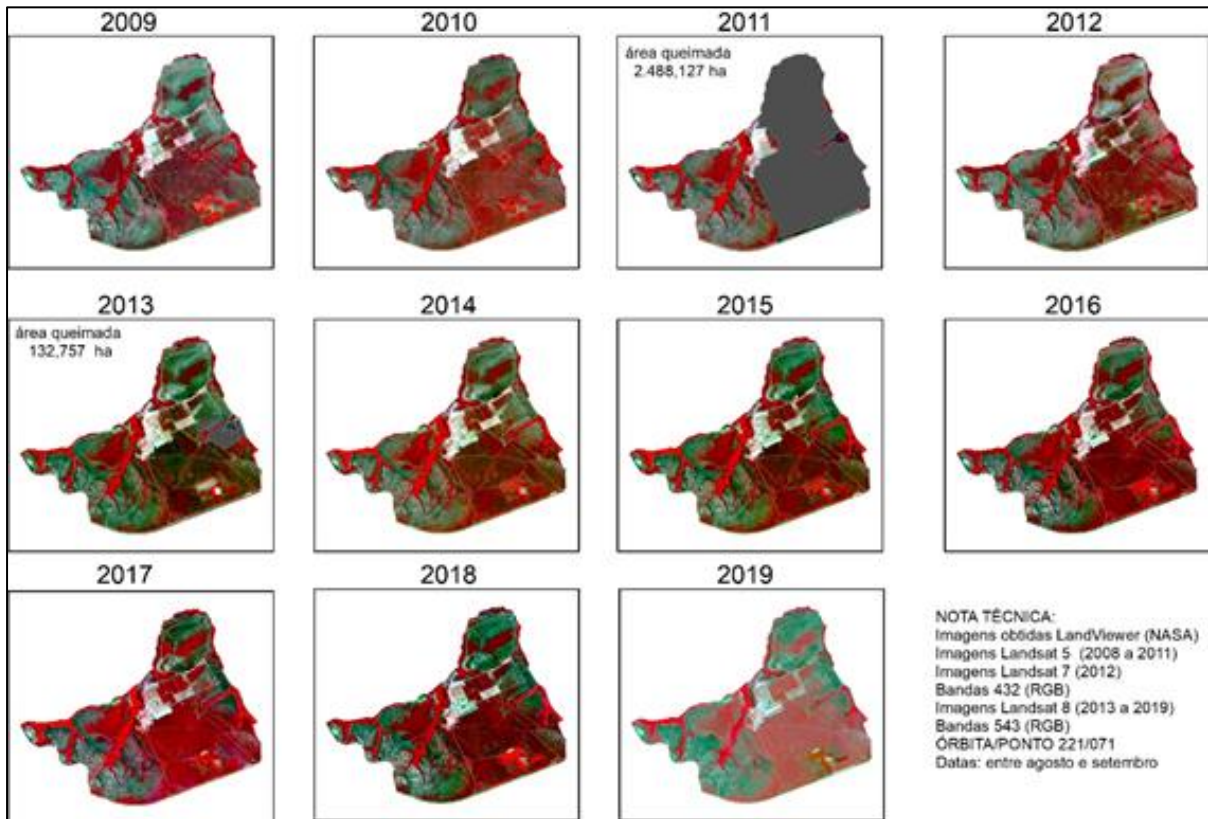 2009
2010
2011
2012
área queimada
2.488,127 ha
2013
2014
2015
2016
área queimada
132,757 ha
2017
2018
2019
NOTA TÉCNICA:
Imagens obtidas LandViewer (NASA)
Imagens Landsat 5 (2008 a 2011)
Imagens Landsat 7 (2012)
Bandas 432 (RGB)
Imagens Landsat 8 (2013 a 2019)
Bandas 543 (RGB)
ÓRBITA/PONTO 221/071
Datas: entre agosto e setembro